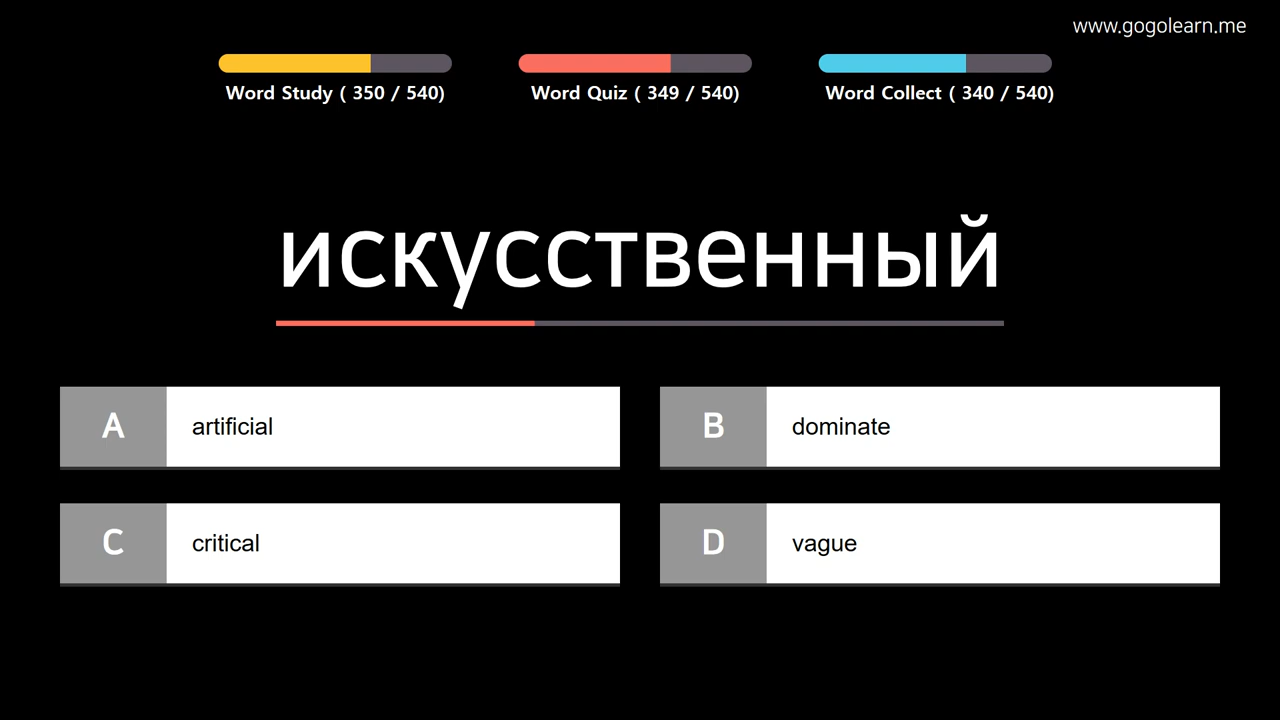 www.gogolearn.me
Word Study ( 350 / 540)
Word Quiz ( 349 / 540)
Word Collect ( 340 / 540)
искусственный
A artificial
B dominate
C critical
D vague